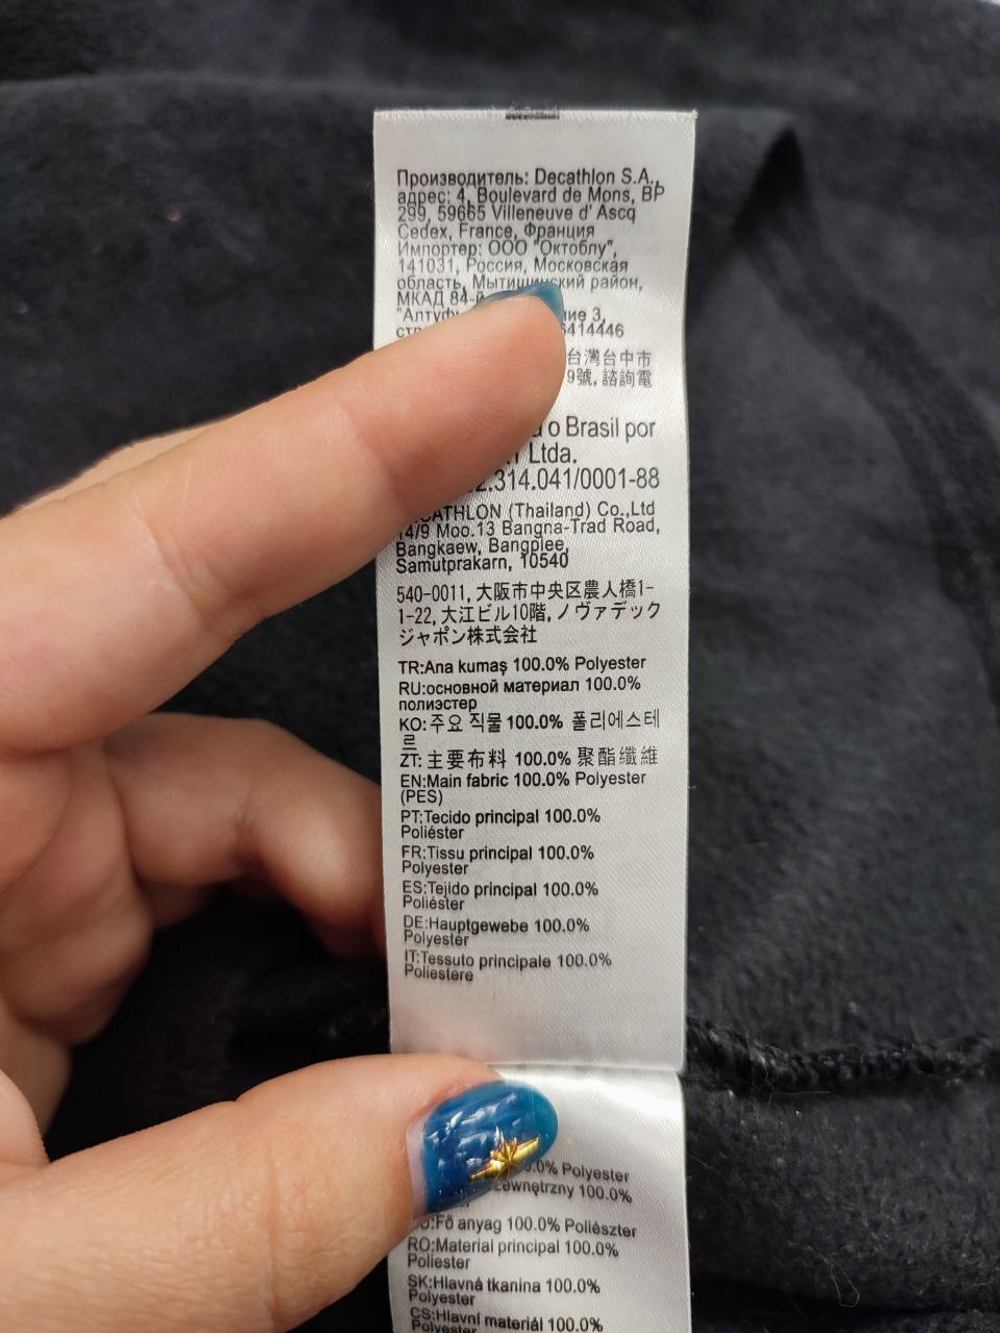 Производитель: Decathlon S.A.,
адрес: 4, Boulevard de Mons, BP
299, 59665 Villeneuve d' Ascq
Cedex, France, Франция
Импортер: ООО "Октоблу",
141031, Россия, Московская
область, Мытищинский район,
МКАД 84-й
"Алтуфь ние 3,
стр 6414446
台灣台中市
9號, 諮詢電
o Brasil por
Ltda.
2.314.041/0001-88
CATHLON (Thailand) Co.,Ltd
14/9 Moo.13 Bangna-Trad Road,
Bangkaew, Bangplee,
Samutprakarn, 10540
540-0011, 大阪市中央区農人橋1-
1-22, 大江ビル10階, ノヴァデック
ジャポン株式会社
TR:Ana kumaş 100.0% Polyester
RU:основной материал 100.0%
полиэстер
KO:주요 직물 100.0% 폴리에스테
르
ZT: 主要布料 100.0% 聚酯纖維
EN:Main fabric 100.0% Polyester
(PES)
PT:Tecido principal 100.0%
Poliéster
FR:Tissu principal 100.0%
Polyester
ES:Tejido principal 100.0%
Poliéster
DE:Hauptgewebe 100.0%
Polyester
IT:Tessuto principale 100.0%
Poliestere
.0% Polyester
zewnętrzny 100.0%
:Fő anyag 100.0% Poliészter
RO:Material principal 100.0%
Poliester
SK:Hlavná tkanina 100.0%
Polyester
CS:Hlavní materiál 100.0%
Polyester